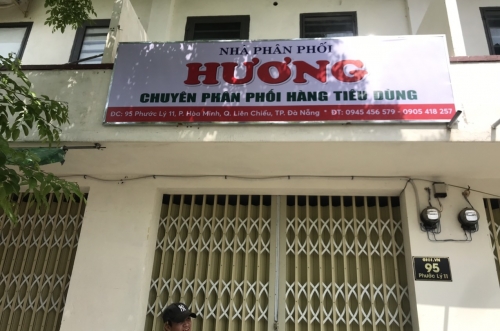 NHÀ PHÂN PHỐI
HƯƠNG
CHUYÊN PHÂN PHỐI HÀNG TIÊU DÙNG
ĐC: 95 Phước Lý 11, P. Hòa Minh, Q. Liên Chiểu, TP. Đà Nẵng * ĐT: 0945 456 579 - 0905 418 257
95
Phước Lý 11